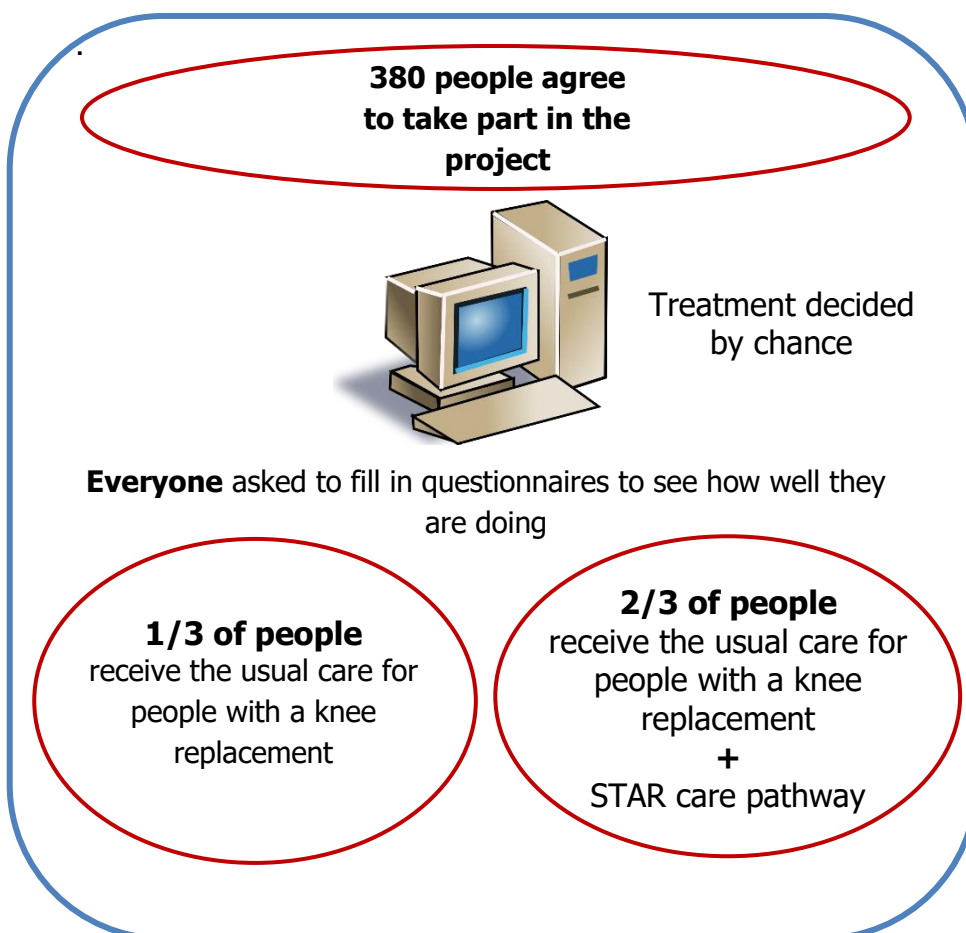 .
380 people agree
to take part in the
project
Treatment decided
by chance
Everyone asked to fill in questionnaires to see how well they
are doing
1/3 of people
receive the usual care for
people with a knee
replacement
2/3 of people
receive the usual care for
people with a knee
replacement
+
STAR care pathway